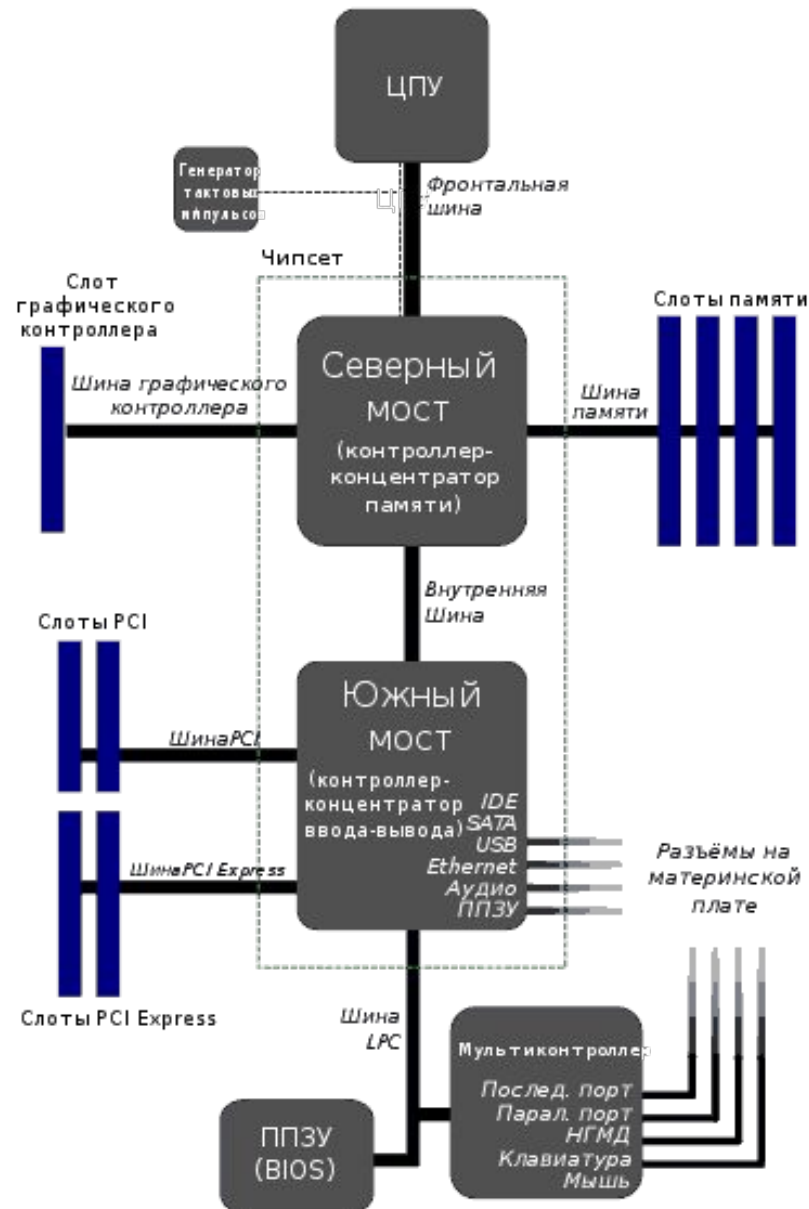 ЦПУ
Генератор
тактовых
импульсов
Фронтальная
шина
Чипсет
Слот
графического
контроллера
Слоты памяти
Шина графического
контроллера
Северный
мост
(контроллер-
концентратор
памяти)
Шина
памяти
Внутренняя
Шина
Слоты PCI
Южный
мост
(контроллер-
концентратор
ввода-вывода)
ШинаPCI
IDE
SATA
USB
Ethernet
Аудио
ППЗУ
ШинаPCI Express
Разъёмы на
материнской
плате
Слоты PCI Express
Шина
LPC
Мультиконтроллер
Послед. порт
Парал. порт
НГМД
Клавиатура
Мышь
ППЗУ
(BIOS)